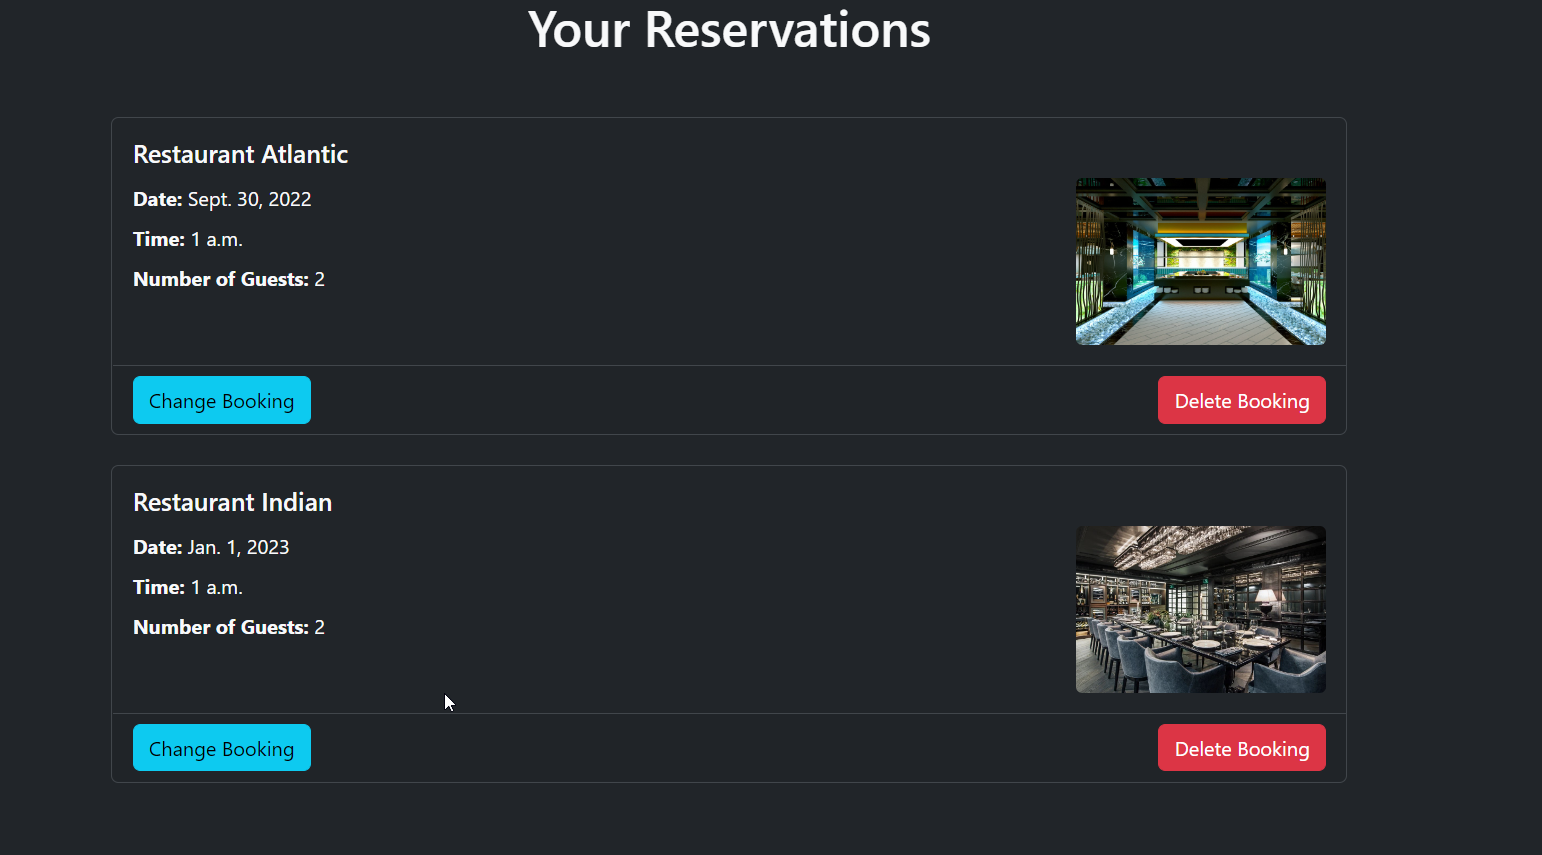 Your Reservations
Restaurant Atlantic
Date: Sept. 30, 2022
Time: 1 a.m.
Number of Guests: 2
Change Booking
Delete Booking
Restaurant Indian
Date: Jan. 1, 2023
Time: 1 a.m.
Number of Guests: 2
Change Booking
Delete Booking